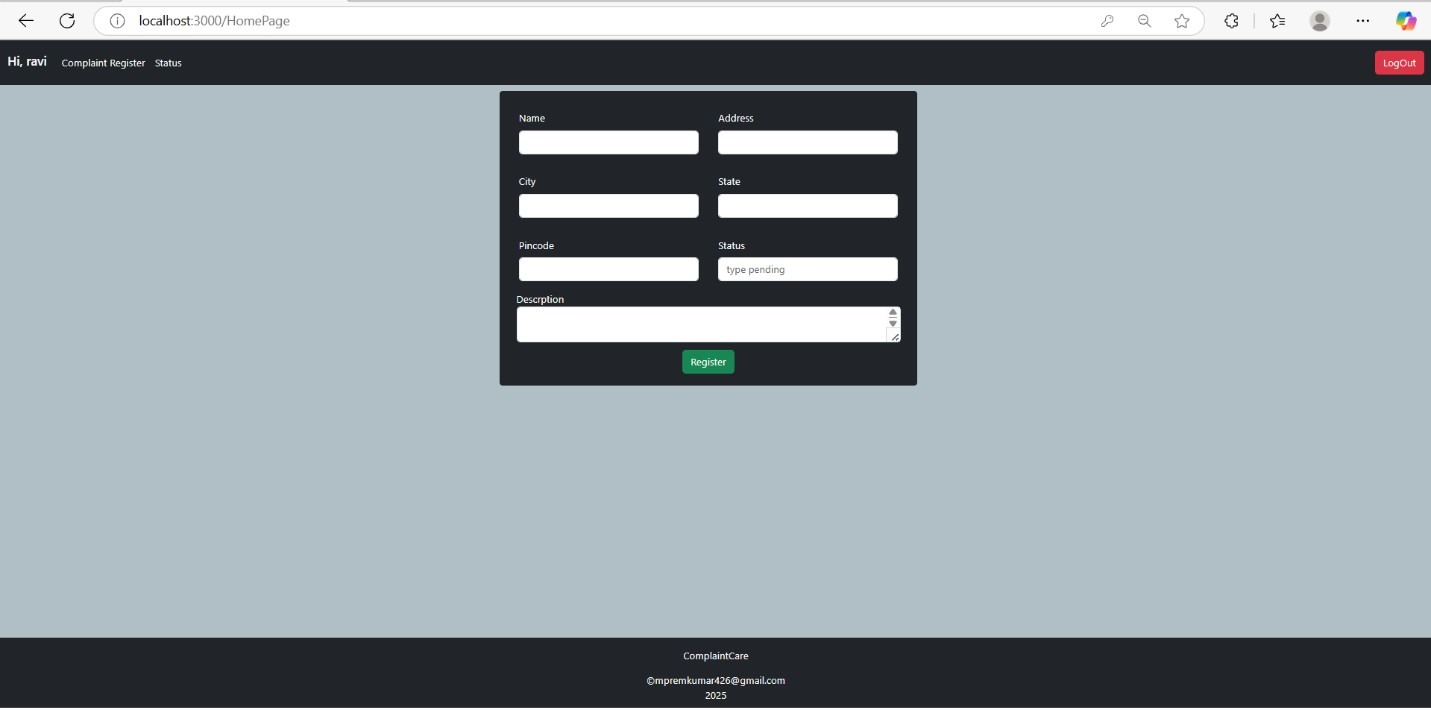 localhost:3000/HomePage
Hi, ravi Complaint Register Status LogOut
Name Address
City State
Pincode Status
type pending
Descrption
Register
ComplaintCare
©mpremkumar426@gmail.com
2025